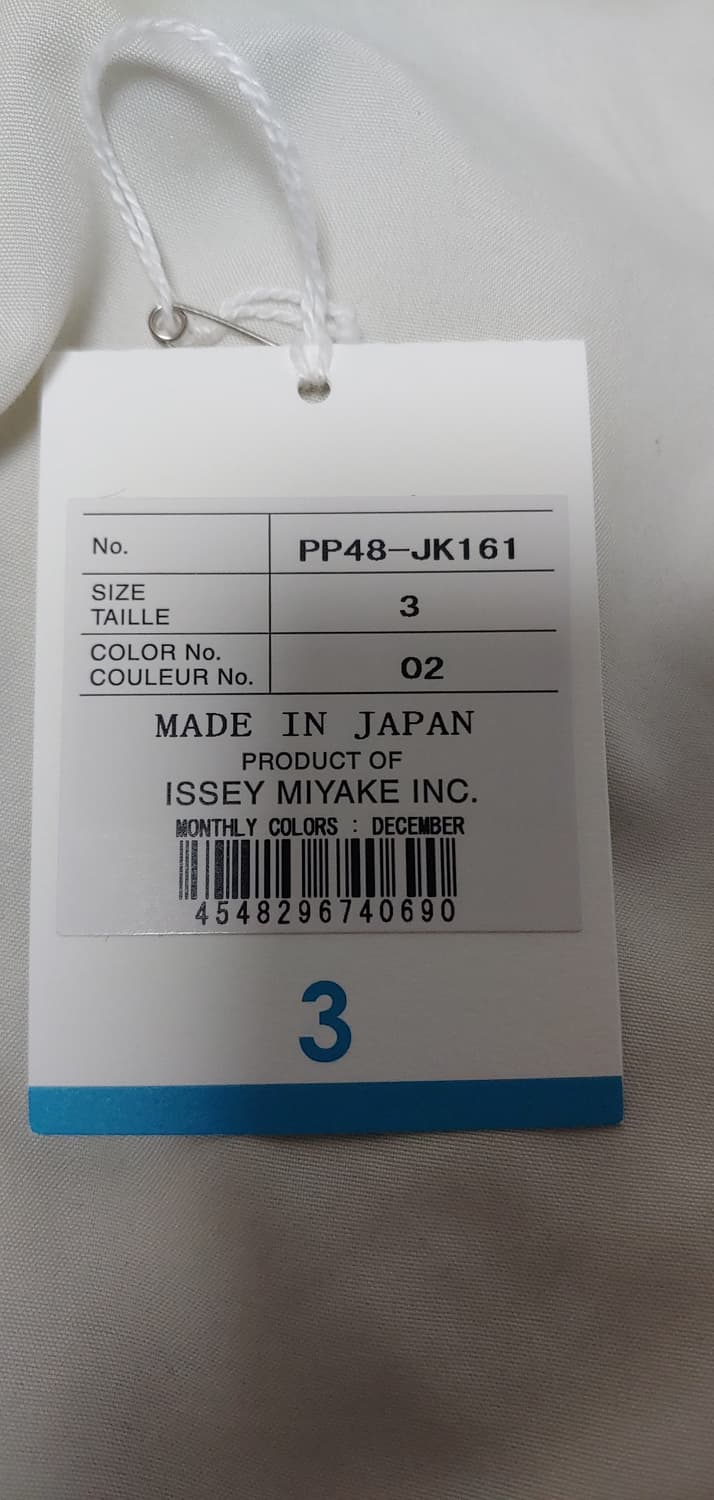 No. PP48-JK161
SIZE
TAILLE 3
COLOR No.
COULEUR No. 02
MADE IN JAPAN
PRODUCT OF
ISSEY MIYAKE INC.
MONTHLY COLORS : DECEMBER
4548296740690
3